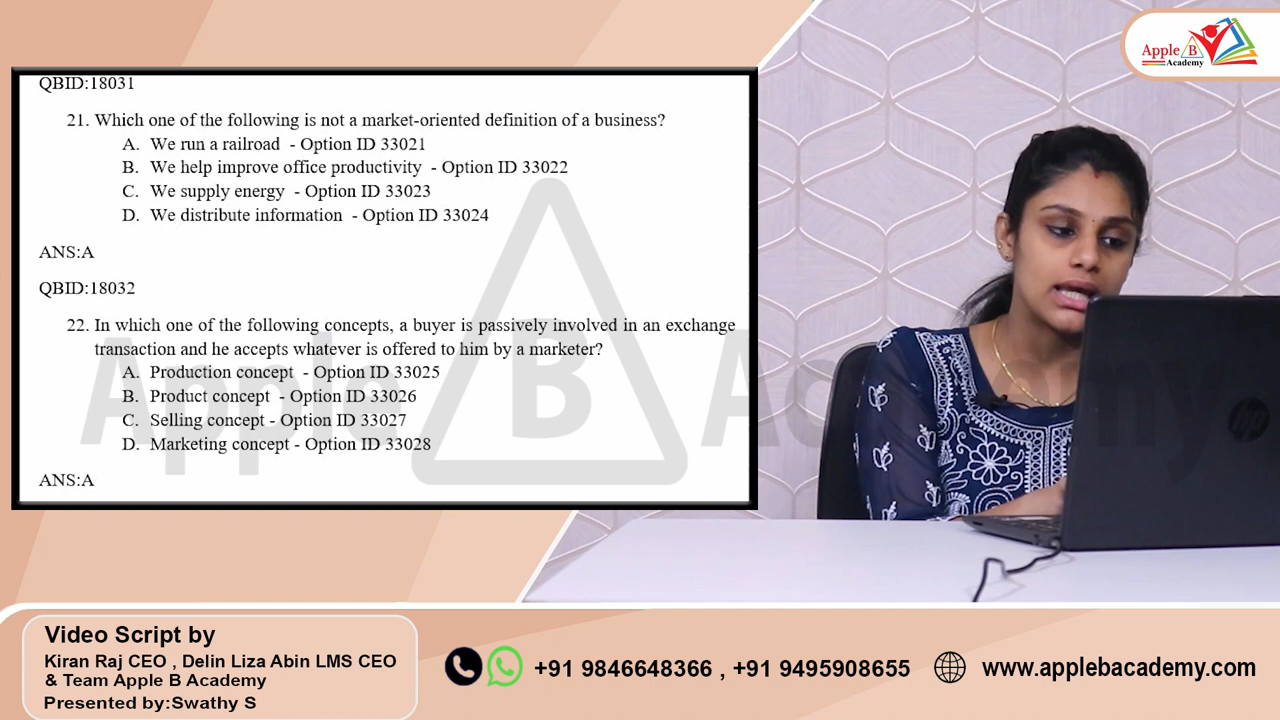 Apple B
Academy
QBID:18031
21. Which one of the following is not a market-oriented definition of a business?
A. We run a railroad - Option ID 33021
B. We help improve office productivity - Option ID 33022
C. We supply energy - Option ID 33023
D. We distribute information - Option ID 33024
ANS:A
QBID:18032
22. In which one of the following concepts, a buyer is passively involved in an exchange
transaction and he accepts whatever is offered to him by a marketer?
A. Production concept - Option ID 33025
B. Product concept - Option ID 33026
C. Selling concept - Option ID 33027
D. Marketing concept - Option ID 33028
ANS:A
Apple B Academy
hp
Video Script by
Kiran Raj CEO , Delin Liza Abin LMS CEO
& Team Apple B Academy
Presented by:Swathy S
+91 9846648366 , +91 9495908655
www.applebacademy.com